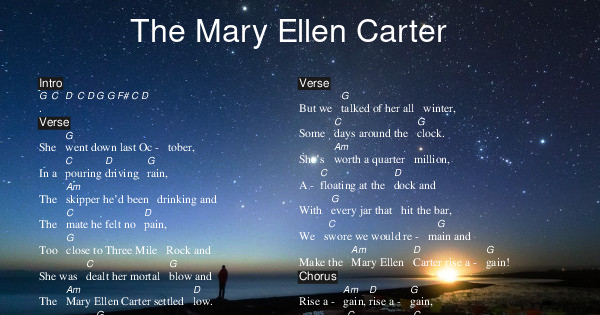 The Mary Ellen Carter
Intro
G C D C D G G F# C D
Verse
G
She went down last Oc - tober,
C D G
In a pouring driving rain,
Am
The skipper he'd been drinking and
C D
The mate he felt no pain,
G
Too close to Three Mile Rock and
C G
She was dealt her mortal blow and
Am D
The Mary Ellen Carter settled low.
G
Verse
G
But we talked of her all winter,
C G
Some days around the clock.
Am
She's worth a quarter million,
C D
A - floating at the dock and
G
With every jar that hit the bar,
C G
We swore we would re - main and
Am D G
Make the Mary Ellen Carter rise a - gain!
Chorus
Am D G
Rise a - gain, rise a - gain,
C C